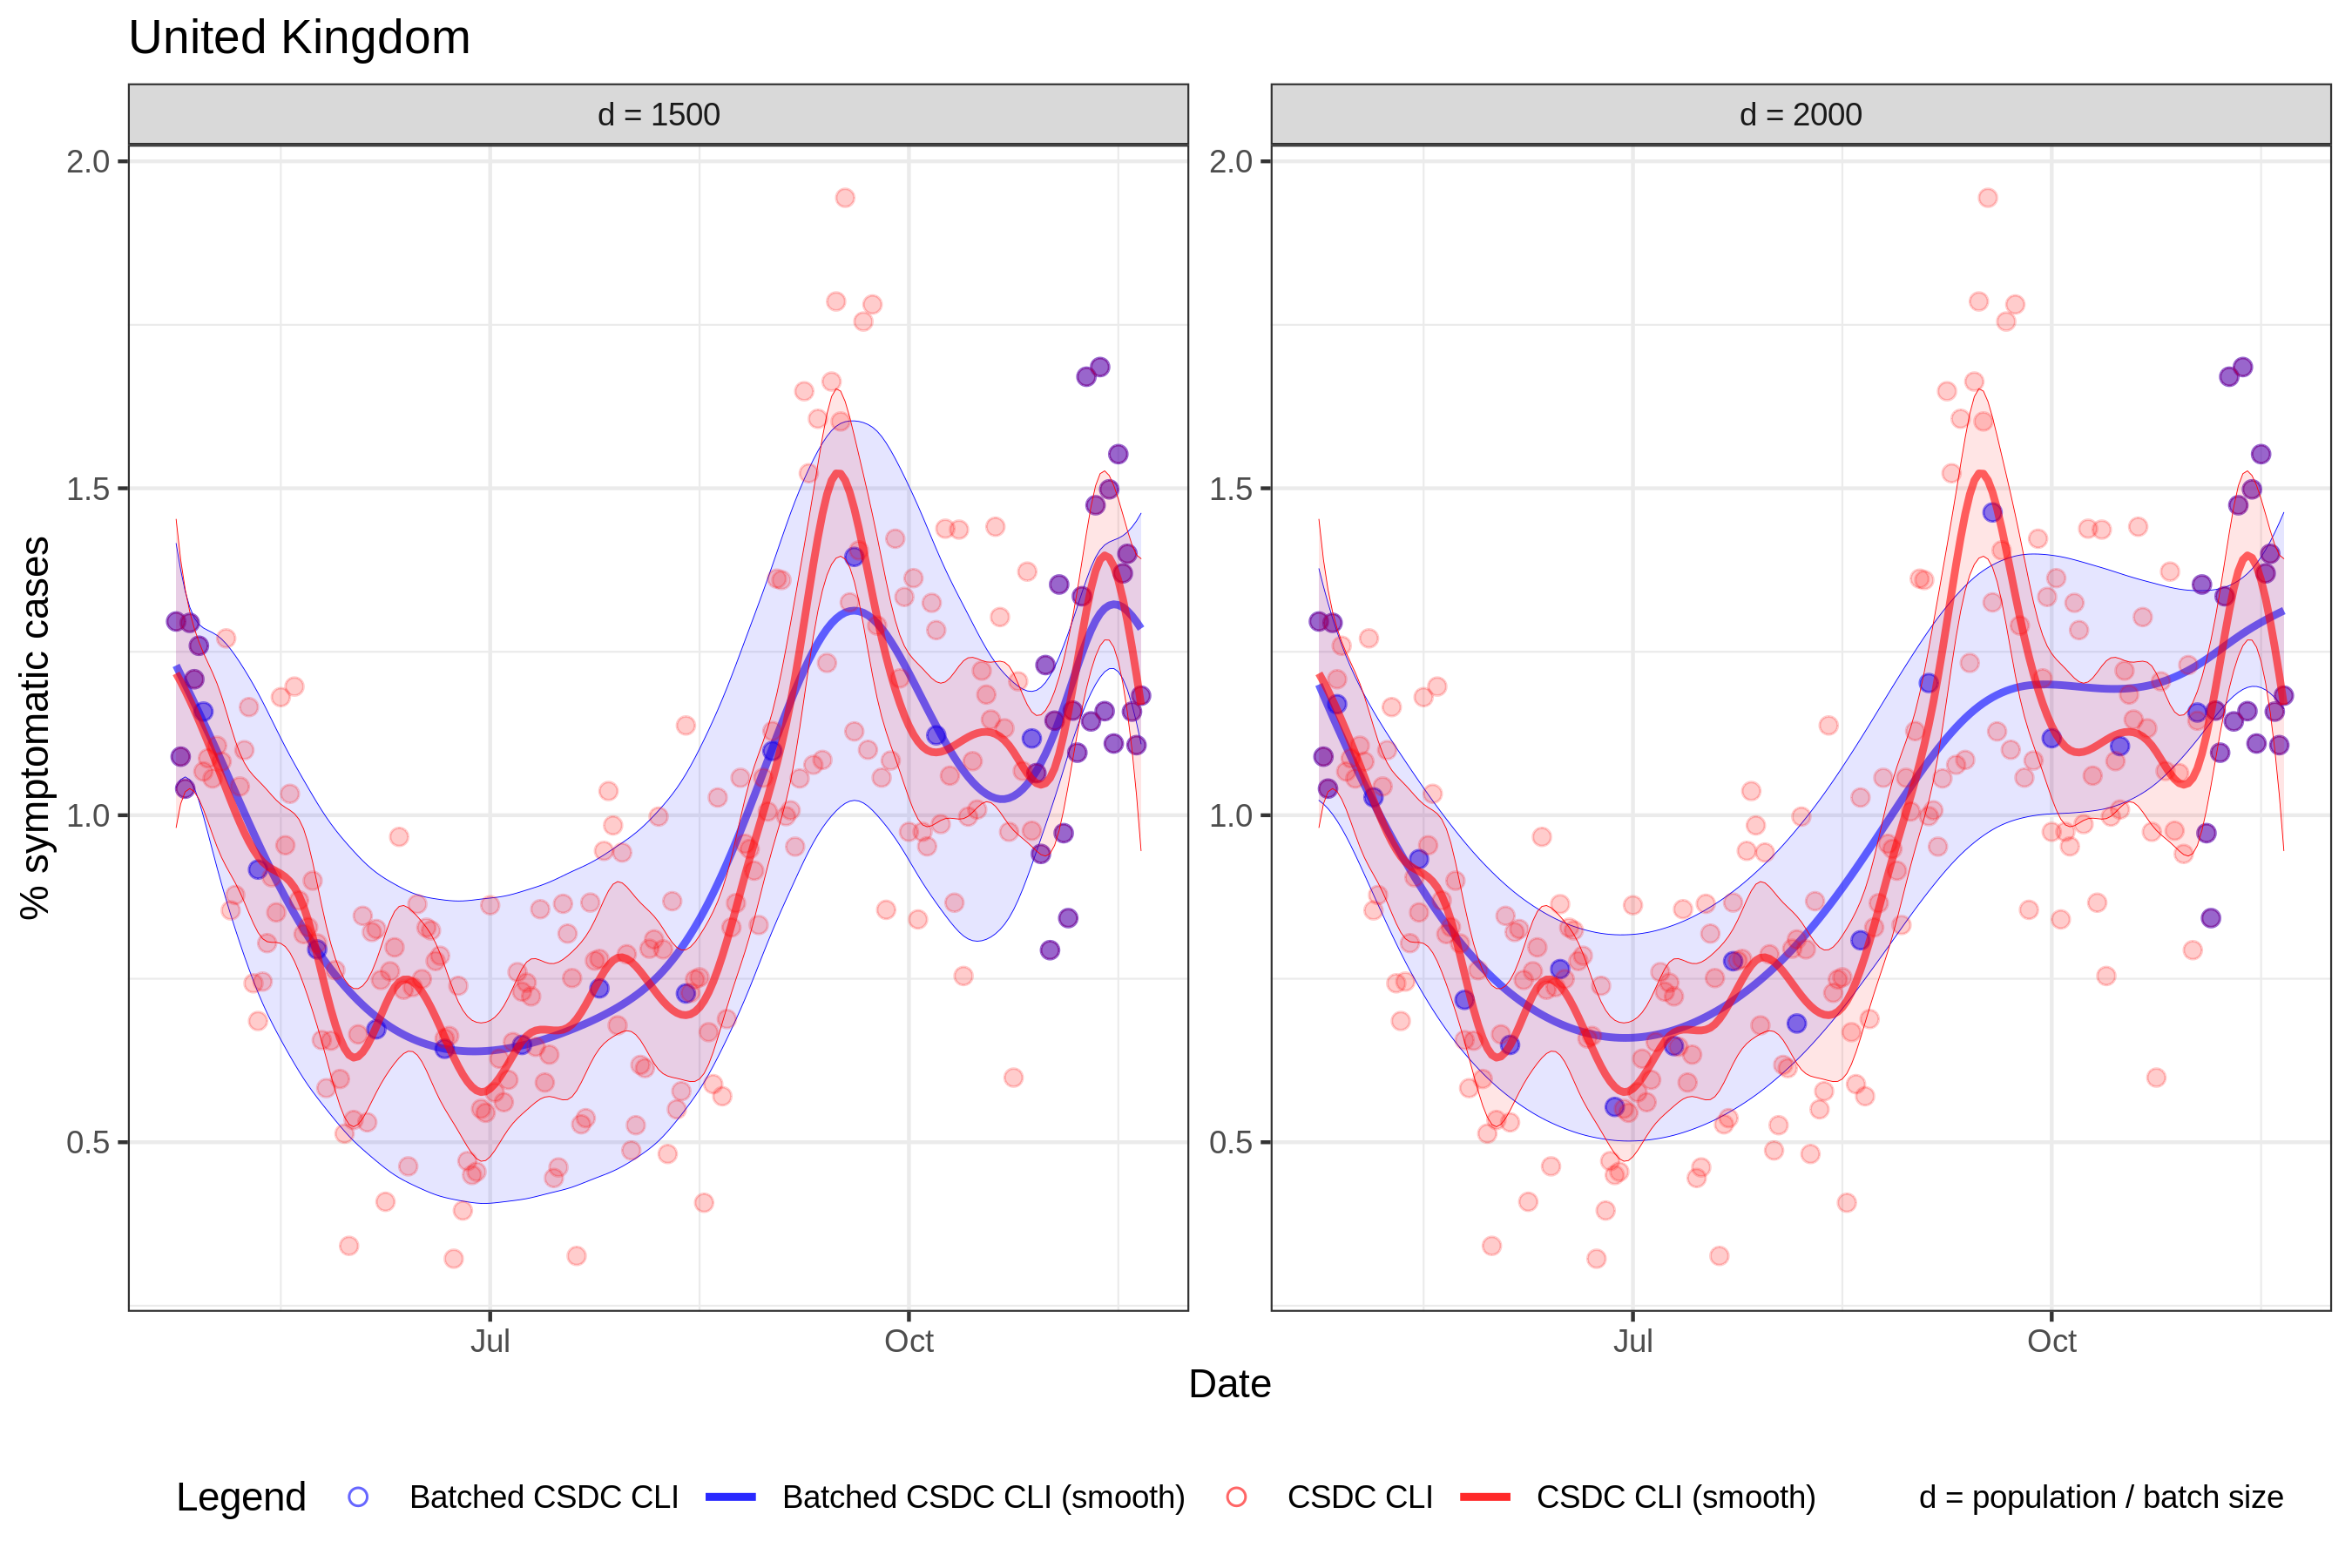 United Kingdom
d = 1500
d = 2000
2.0
1.5
1.0
0.5
2.0
1.5
1.0
0.5
% symptomatic cases
Jul
Oct
Jul
Oct
Date
Legend
Batched CSDC CLI
Batched CSDC CLI (smooth)
CSDC CLI
CSDC CLI (smooth)
d = population / batch size